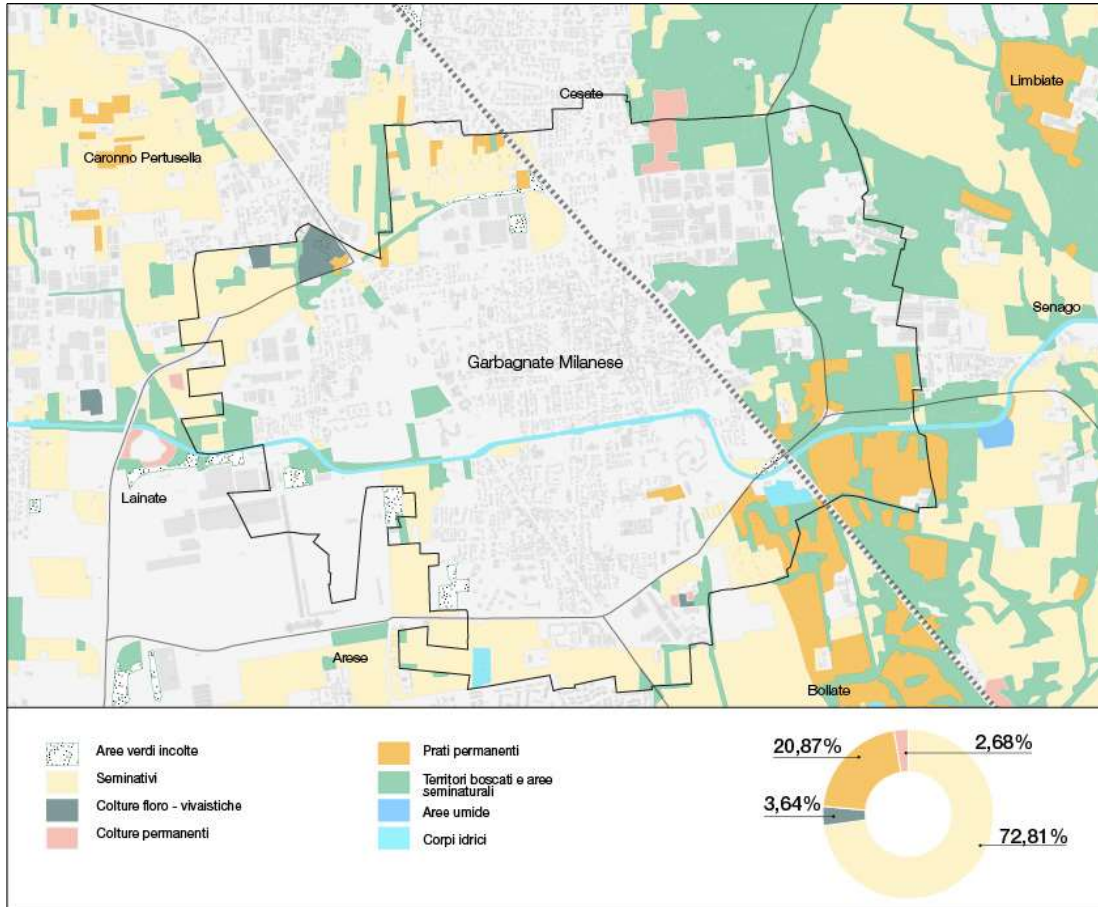 Cesate
Limbiate
Caronno Pertusella
Senago
Garbagnate Milanese
Lainate
Arese
Bollate
Aree verdi incolte
Seminativi
Colture floro - vivaistiche
Colture permanenti
Prati permanenti
Territori boscati e aree
seminaturali
Aree umide
Corpi idrici
20,87%
2,68%
3,64%
72,81%